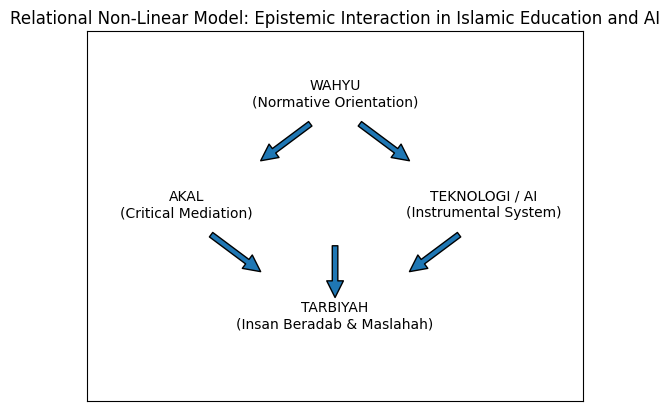 Relational Non-Linear Model: Epistemic Interaction in Islamic Education and AI
WAHYU
(Normative Orientation)
AKAL
(Critical Mediation)
TEKNOLOGI / AI
(Instrumental System)
TARBIYAH
(Insan Beradab & Maslahah)